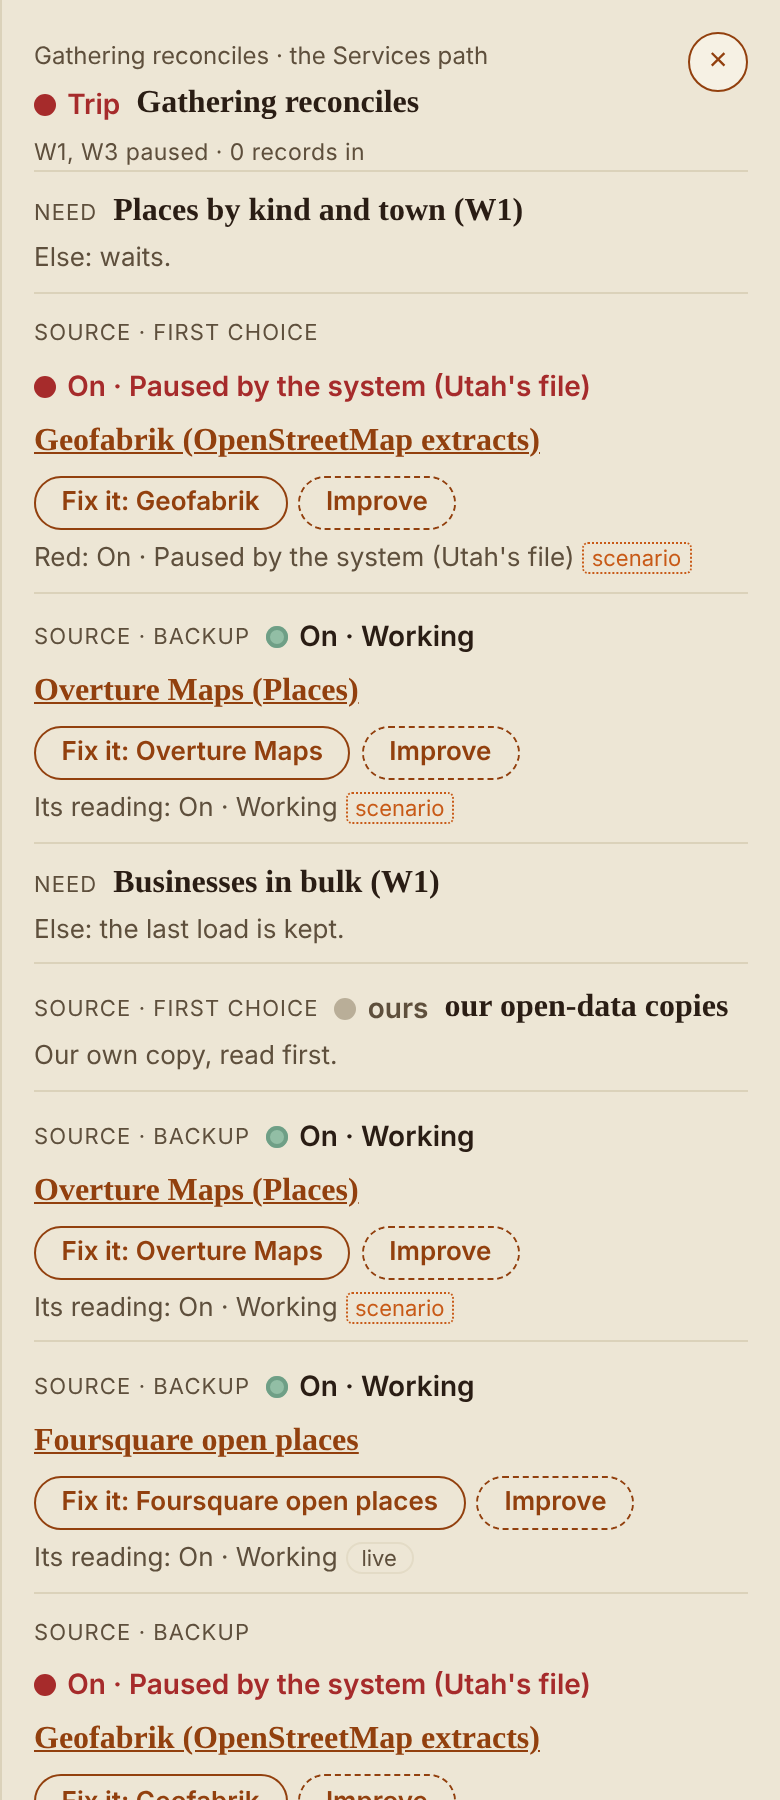 Gathering reconciles · the Services path
×
Trip Gathering reconciles
W1, W3 paused · 0 records in
NEED Places by kind and town (W1)
Else: waits.
SOURCE · FIRST CHOICE
On · Paused by the system (Utah's file)
Geofabrik (OpenStreetMap extracts)
Fix it: Geofabrik Improve
Red: On · Paused by the system (Utah's file) scenario
SOURCE · BACKUP On · Working
Overture Maps (Places)
Fix it: Overture Maps Improve
Its reading: On · Working scenario
NEED Businesses in bulk (W1)
Else: the last load is kept.
SOURCE · FIRST CHOICE ours our open-data copies
Our own copy, read first.
SOURCE · BACKUP On · Working
Overture Maps (Places)
Fix it: Overture Maps Improve
Its reading: On · Working scenario
SOURCE · BACKUP On · Working
Foursquare open places
Fix it: Foursquare open places Improve
Its reading: On · Working live
SOURCE · BACKUP
On · Paused by the system (Utah's file)
Geofabrik (OpenStreetMap extracts)
Fix it: Geofabrik Improve